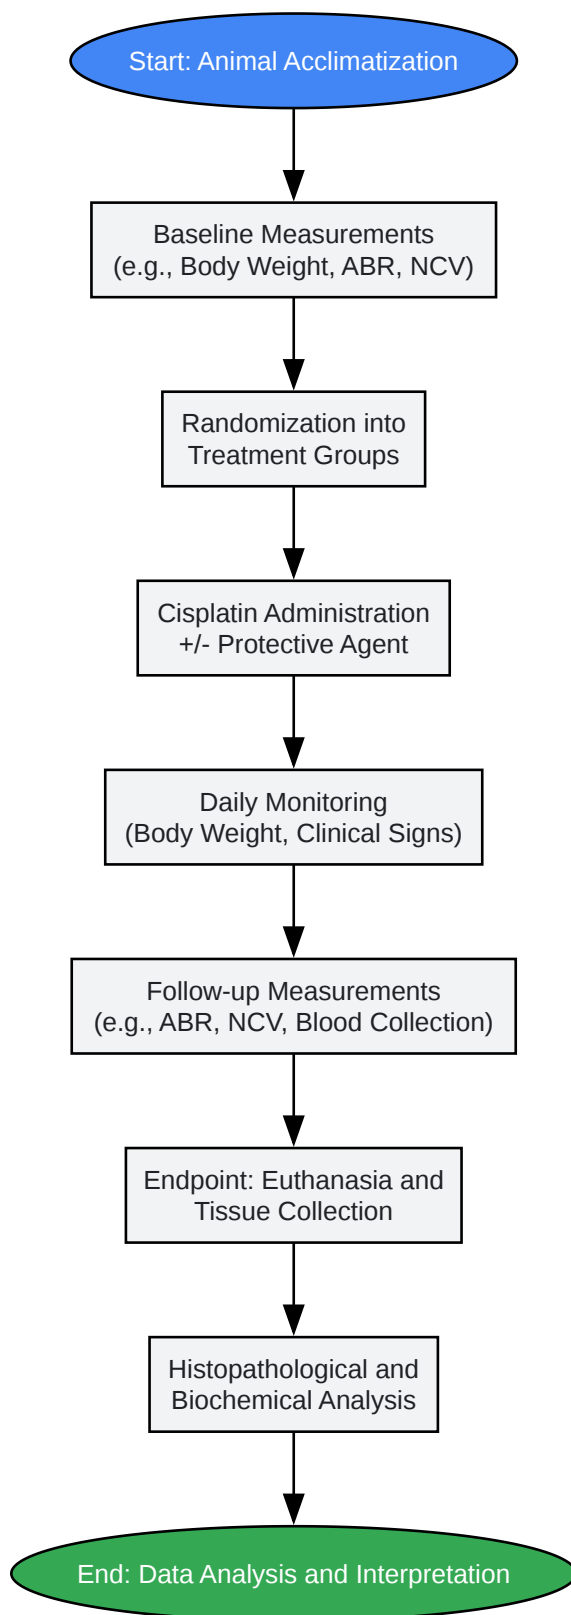 Start: Animal Acclimatization
Baseline Measurements
(e.g., Body Weight, ABR, NCV)
Randomization into
Treatment Groups
Cisplatin Administration
+/- Protective Agent
Daily Monitoring
(Body Weight, Clinical Signs)
Follow-up Measurements
(e.g., ABR, NCV, Blood Collection)
Endpoint: Euthanasia and
Tissue Collection
Histopathological and
Biochemical Analysis
End: Data Analysis and Interpretation